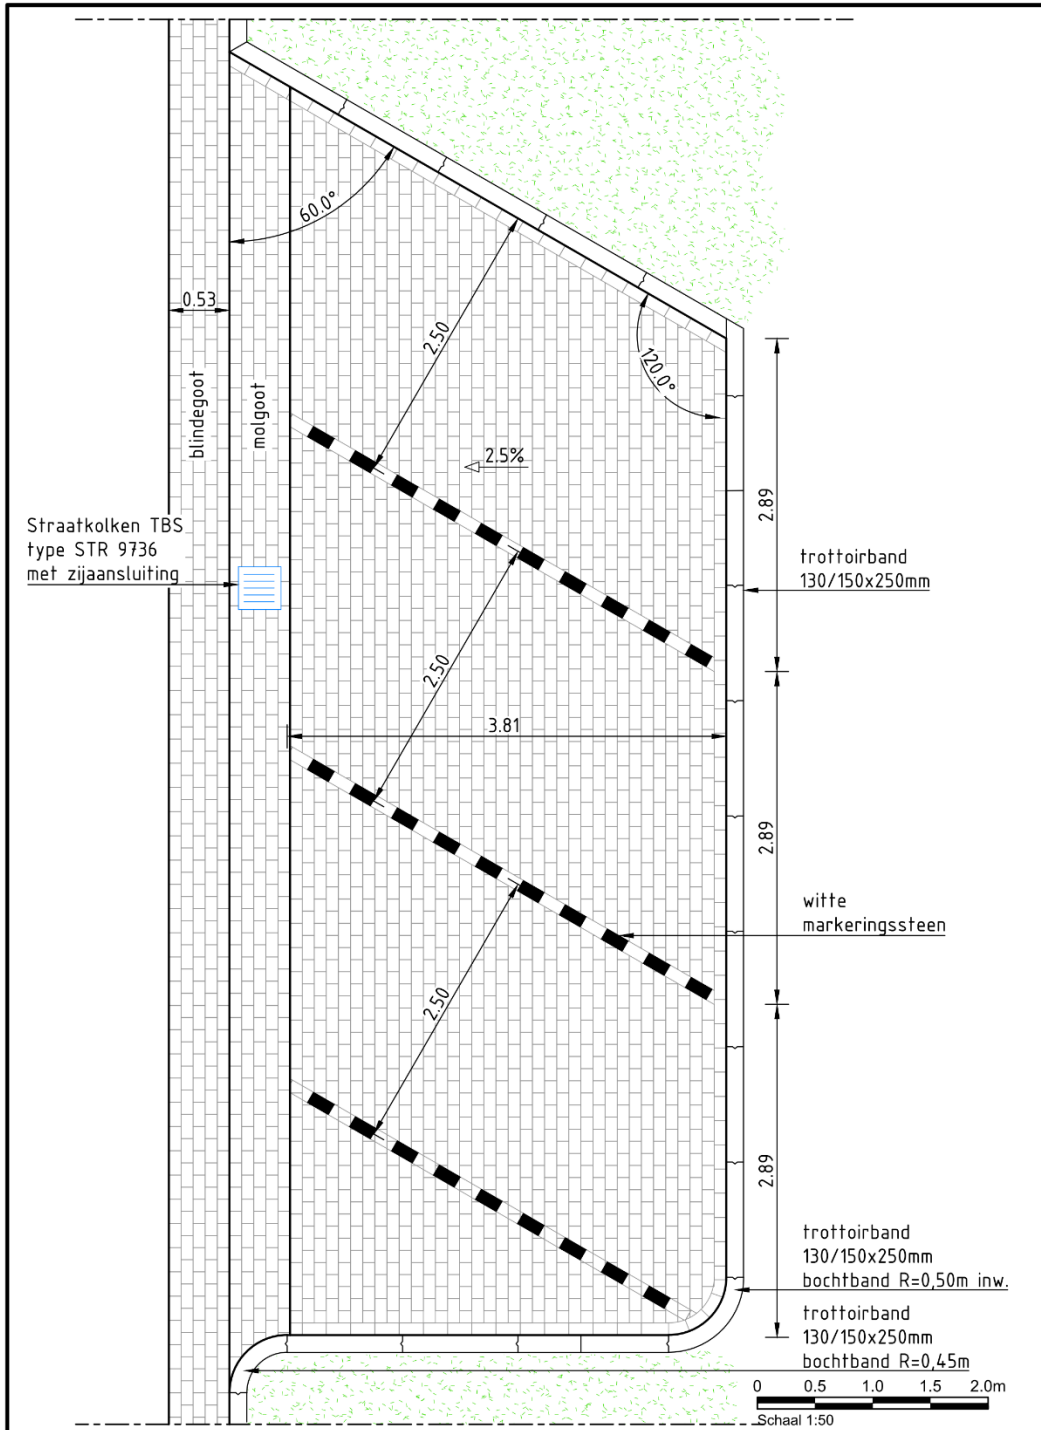 60.0°
0.53
2.50
120.0°
blindegoot
molgoot
2.5%
2.89
Straatkolken TBS
type STR 9736
met zijaansluiting
trottoirband
130/150x250mm
2.50
3.81
2.89
witte
markeringssteen
2.50
2.89
trottoirband
130/150x250mm
bochtband R=0,50m inw.
trottoirband
130/150x250mm
bochtband R=0,45m
0 0.5 1.0 1.5 2.0m
Schaal 1:50